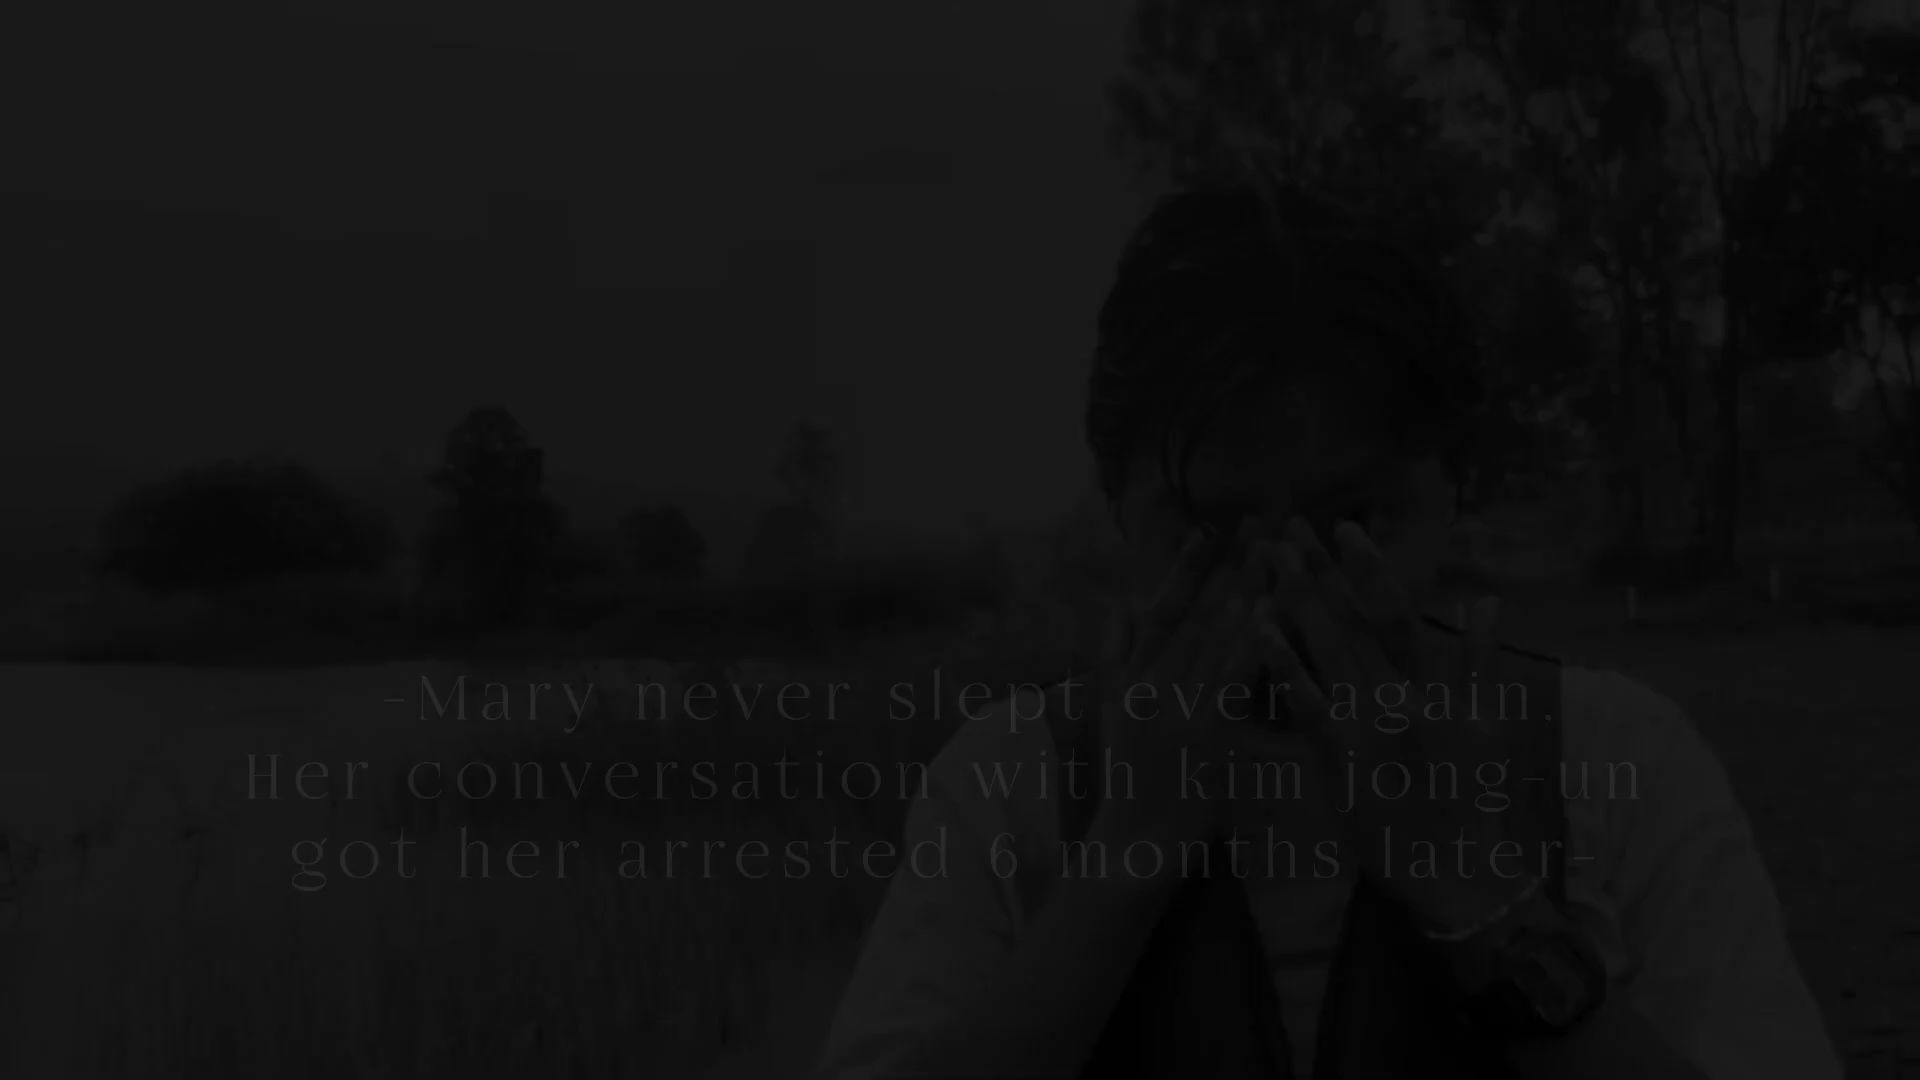 -Mary never slept ever again.
Her conversation with kim jong-un
got her arrested 6 months later-